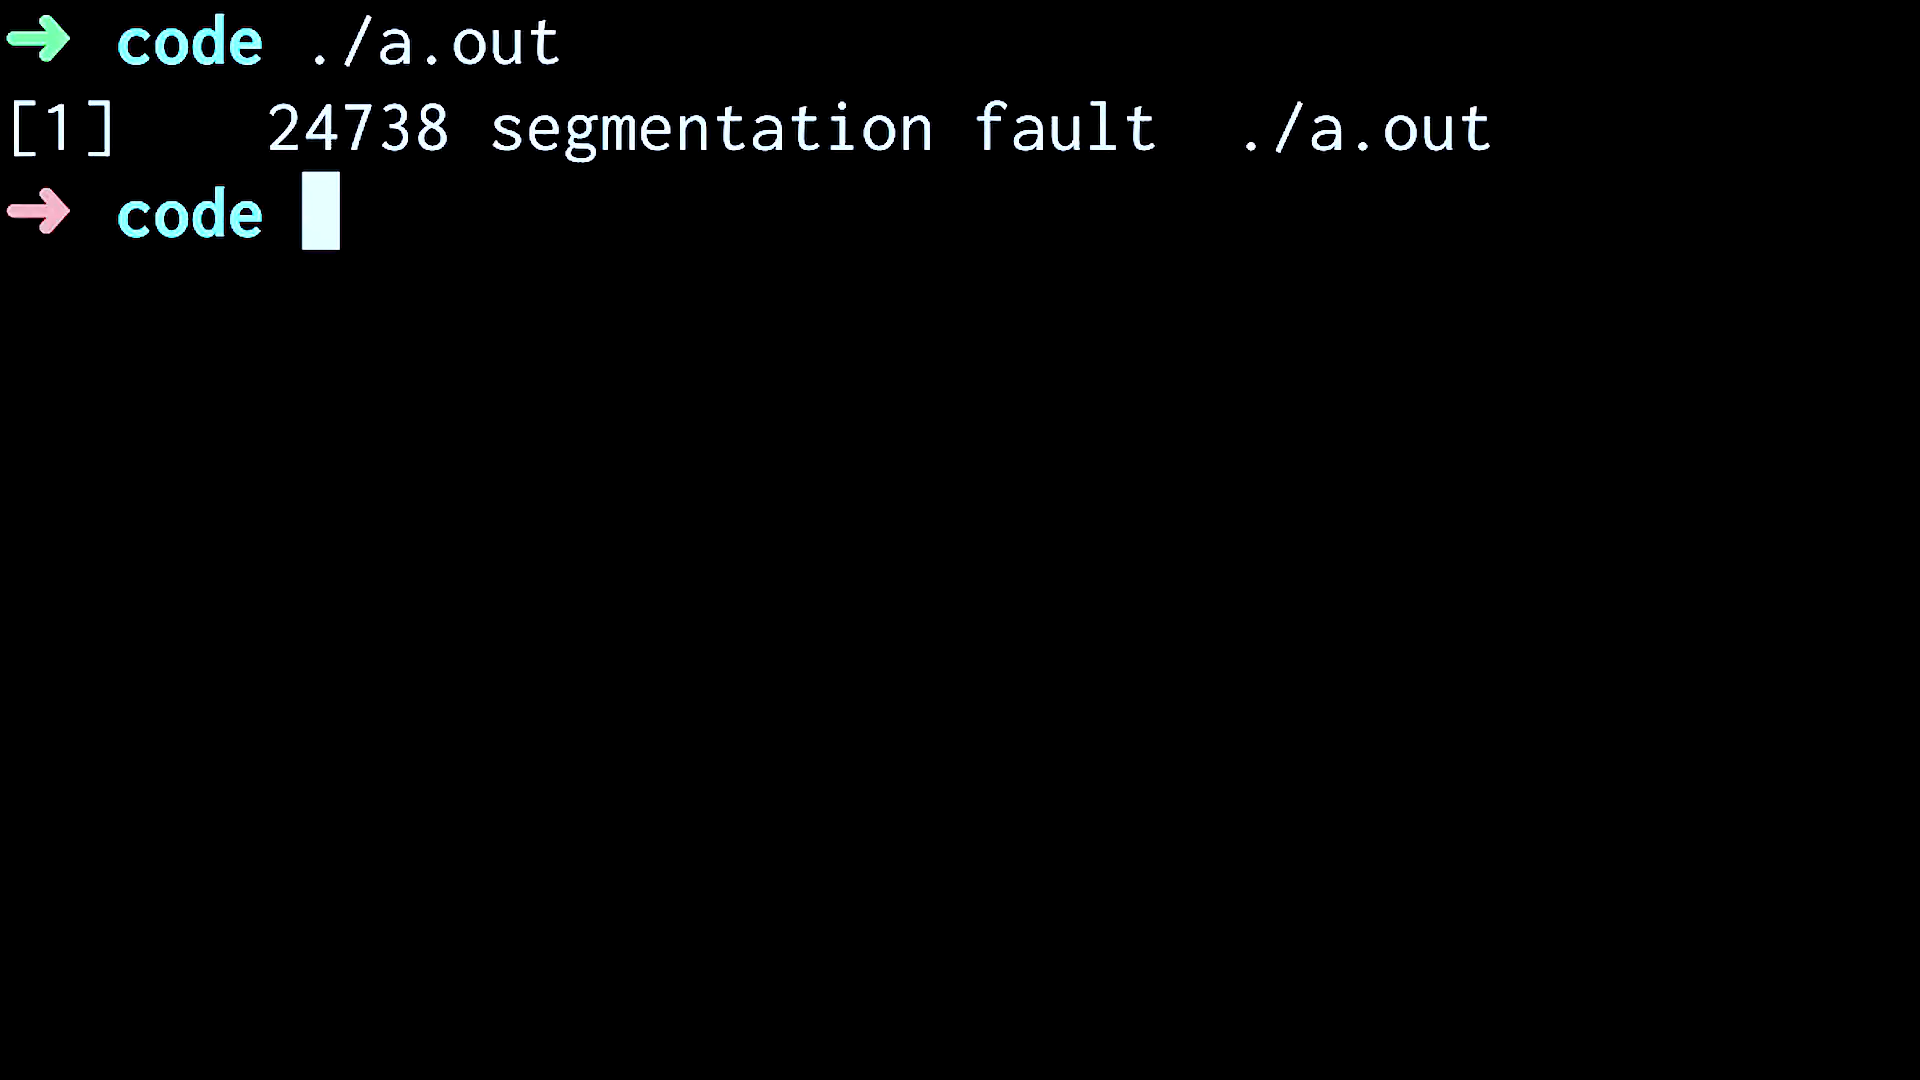 ➜ code ./a.out
[1]    24738 segmentation fault  ./a.out
➜ code